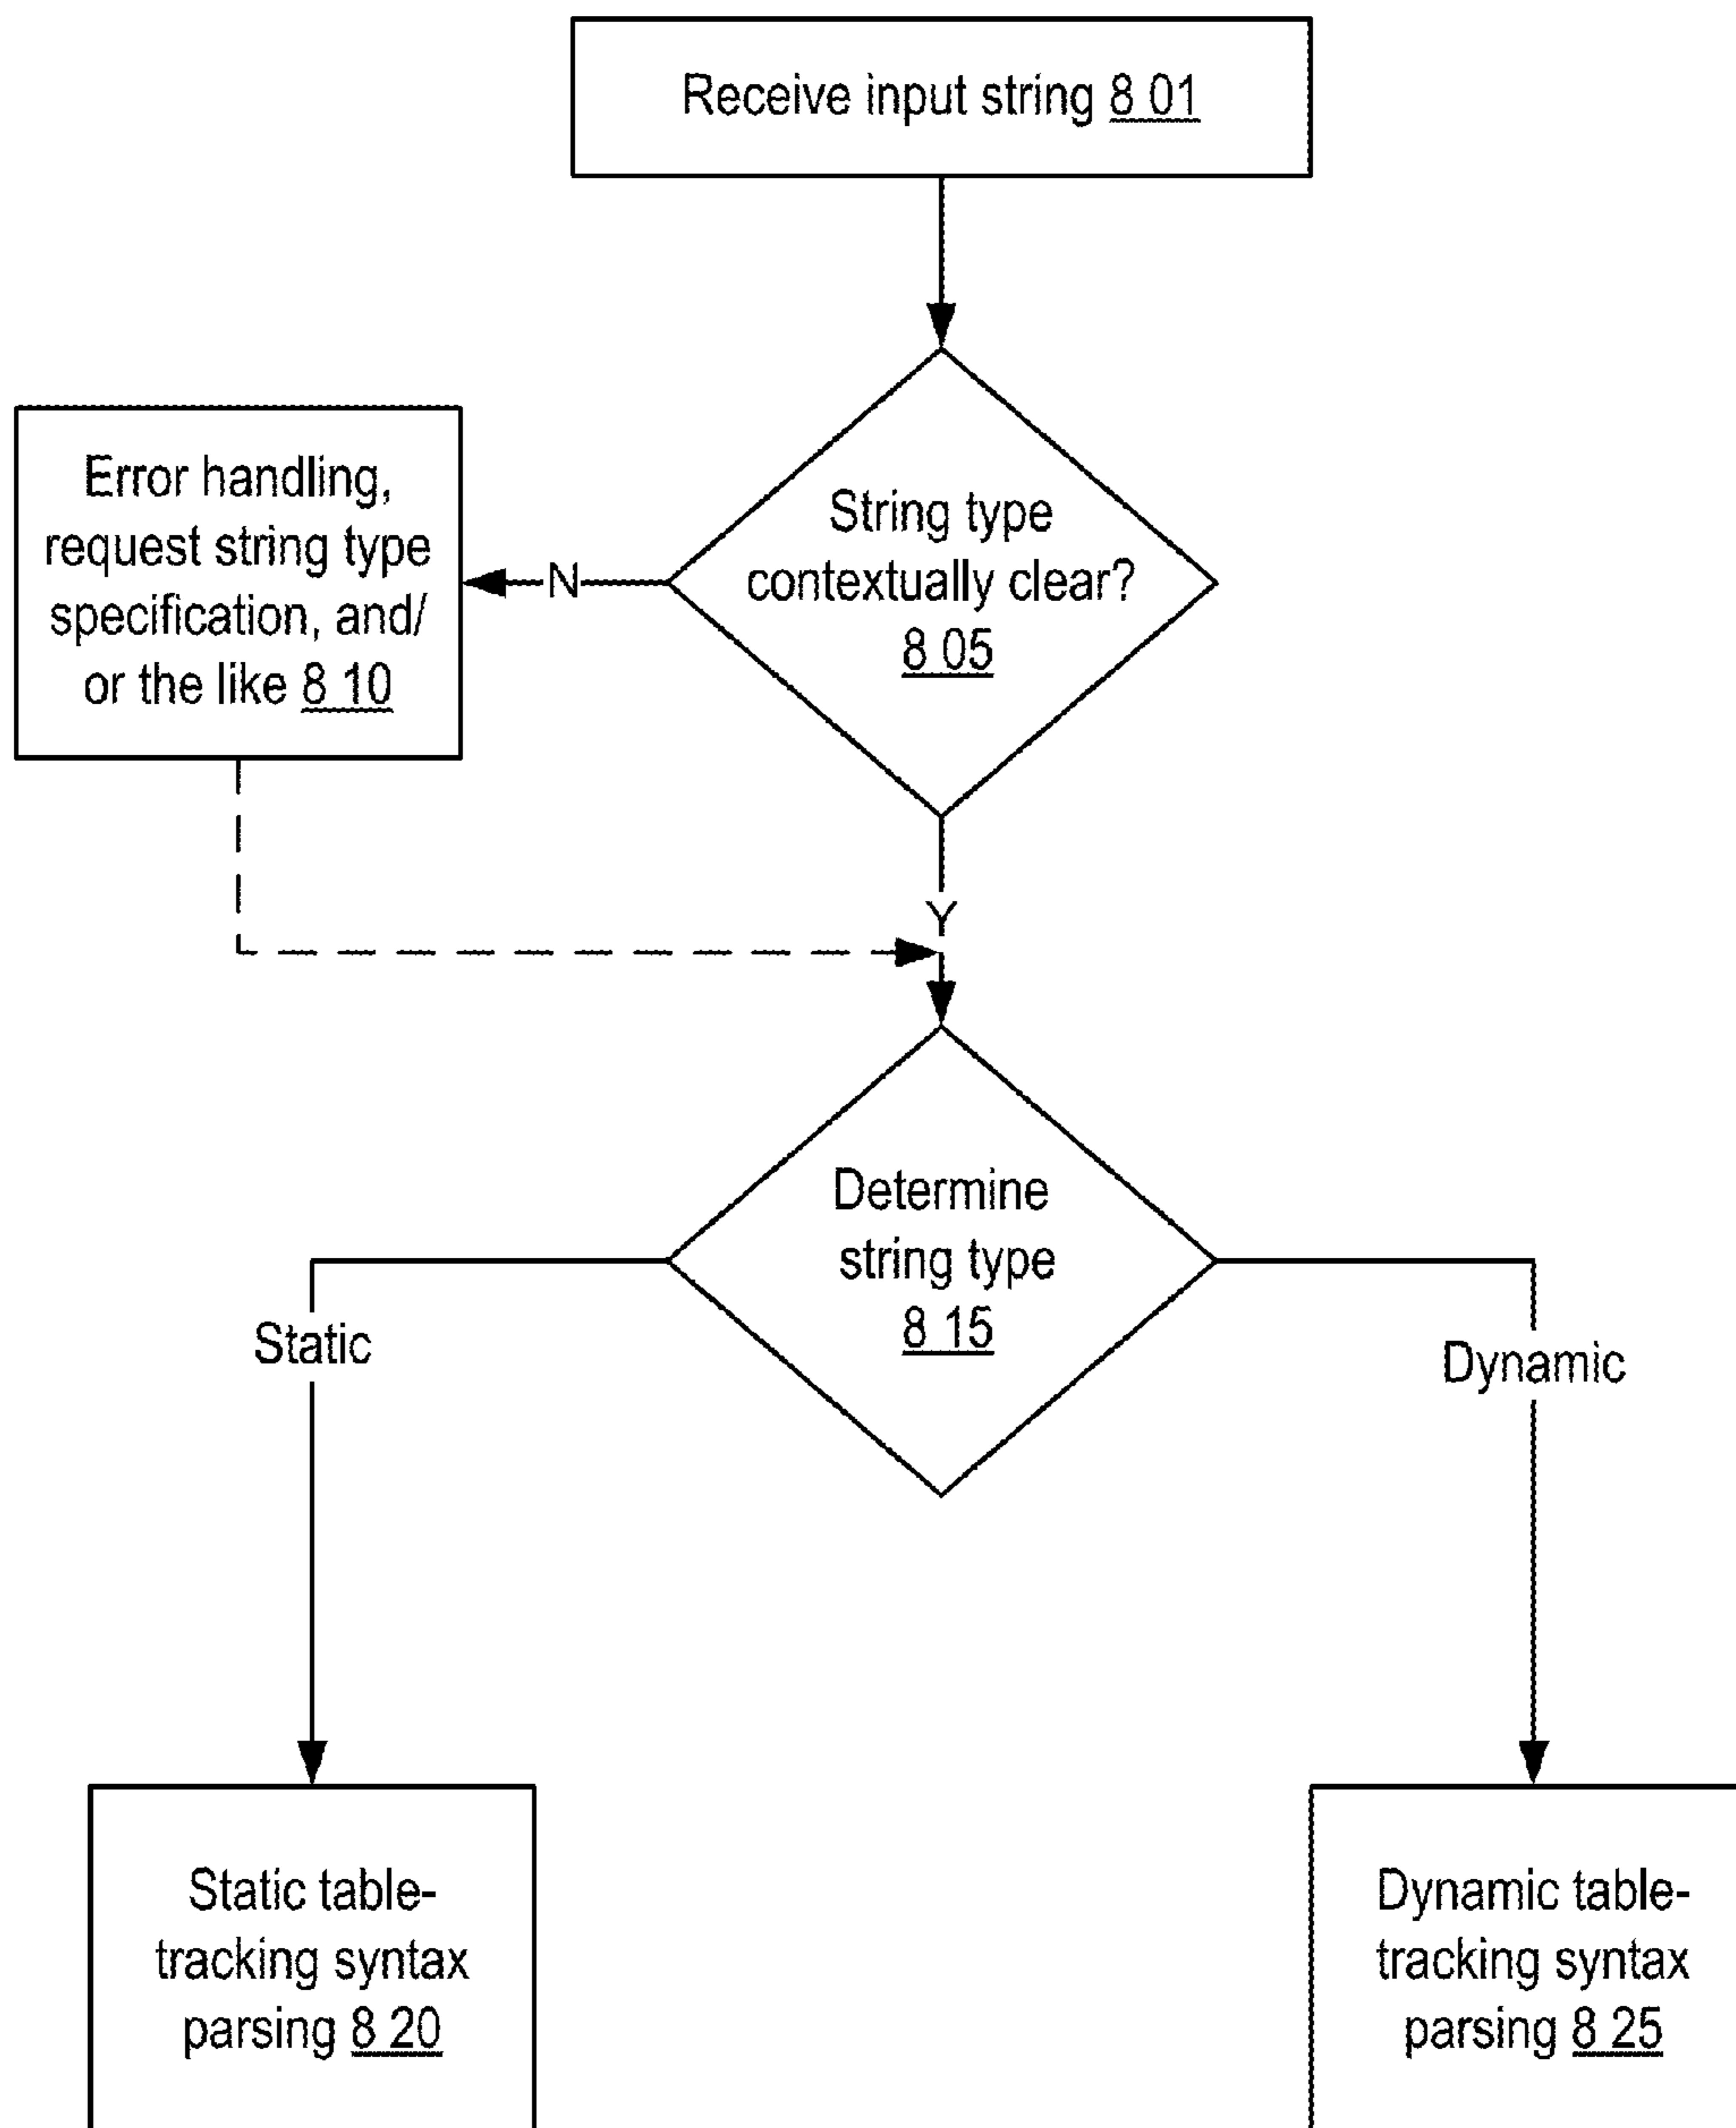 Receive input string 8 01
Error handling,
request string type
specification, and/
or the like 8 10
N
String type
contextually clear?
8 05
Y
Determine
string type
8 15
Static
Dynamic
Static table-
tracking syntax
parsing 8 20
Dynamic table-
tracking syntax
parsing 8 25